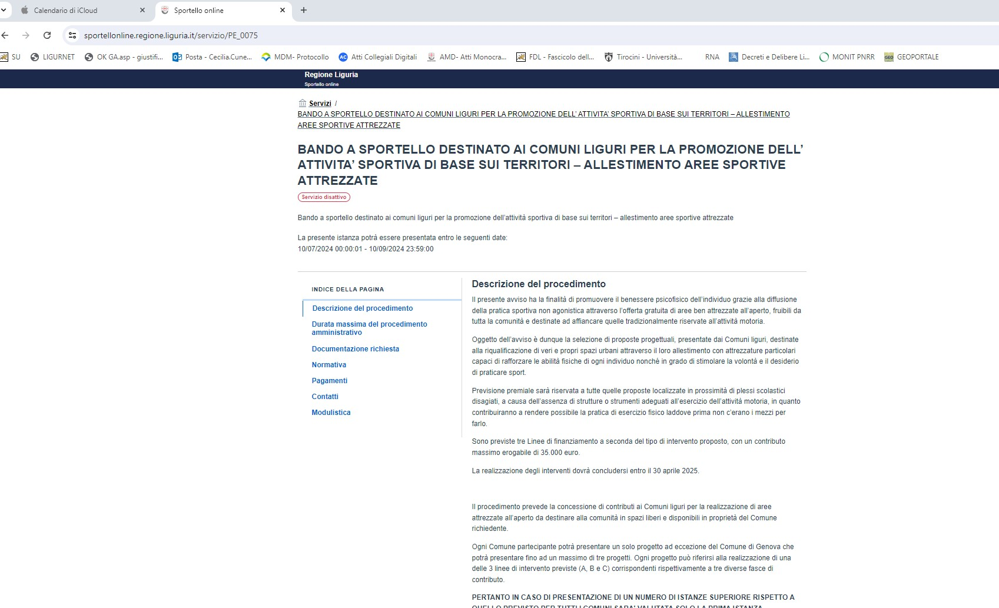 Calendario di iCloud
Sportello online
sportellonline.regione.liguria.it/servizio/PE_0075
SU LIGURNET OK GA.asp - giustifi... Posta - Cecilia.Cune... MDM- Protocollo AC Atti Collegiali Digitali AMD- Atti Monocra... FDL - Fascicolo dell... Tirocini - Università... RNA Decreti e Delibere Li... MONIT PNRR GEO GEOPORTALE
Regione Liguria
Sportello online
Servizi /
BANDO A SPORTELLO DESTINATO AI COMUNI LIGURI PER LA PROMOZIONE DELL' ATTIVITA' SPORTIVA DI BASE SUI TERRITORI – ALLESTIMENTO
AREE SPORTIVE ATTREZZATE
BANDO A SPORTELLO DESTINATO AI COMUNI LIGURI PER LA PROMOZIONE DELL’
ATTIVITA’ SPORTIVA DI BASE SUI TERRITORI – ALLESTIMENTO AREE SPORTIVE
ATTREZZATE
Servizio disattivo
Bando a sportello destinato ai comuni liguri per la promozione dell’attività sportiva di base sui territori – allestimento aree sportive attrezzate
La presente istanza potrà essere presentata entro le seguenti date:
10/07/2024 00:00:01 - 10/09/2024 23:59:00
INDICE DELLA PAGINA
Descrizione del procedimento
Durata massima del procedimento
amministrativo
Documentazione richiesta
Normativa
Pagamenti
Contatti
Modulistica
Descrizione del procedimento
Il presente avviso ha la finalità di promuovere il benessere psicofisico dell’individuo grazie alla diffusione
della pratica sportiva non agonistica attraverso l’offerta gratuita di aree ben attrezzate all’aperto, fruibili da
tutta la comunità e destinate ad affiancare quelle tradizionalmente riservate all’attività motoria.
Oggetto dell’avviso è dunque la selezione di proposte progettuali, presentate dai Comuni liguri, destinate
alla riqualificazione di veri e propri spazi urbani attraverso il loro allestimento con attrezzature particolari
capaci di rafforzare le abilità fisiche di ogni individuo nonché in grado di stimolare la volontà e il desiderio
di praticare sport.
Previsione premiale sarà riservata a tutte quelle proposte localizzate in prossimità di plessi scolastici
disagiati, a causa dell’assenza di strutture o strumenti adeguati all’esercizio dell’attività motoria, in quanto
contribuiranno a rendere possibile la pratica di esercizio fisico laddove prima non c’erano i mezzi per
farlo.
Sono previste tre Linee di finanziamento a seconda del tipo di intervento proposto, con un contributo
massimo erogabile di 35.000 euro.
La realizzazione degli interventi dovrà concludersi entro il 30 aprile 2025.
Il procedimento prevede la concessione di contributi ai Comuni liguri per la realizzazione di aree
attrezzate all’aperto da destinare alla comunità in spazi liberi e disponibili in proprietà del Comune
richiedente.
Ogni Comune partecipante potrà presentare un solo progetto ad eccezione del Comune di Genova che
potrà presentare fino ad un massimo di tre progetti. Ogni progetto può riferirsi alla realizzazione di una
delle 3 linee di intervento previste (A, B e C) corrispondenti rispettivamente a tre diverse fasce di
contributo.
PERTANTO IN CASO DI PRESENTAZIONE DI UN NUMERO DI ISTANZE SUPERIORE RISPETTO A
QUELLO PREVISTO PER TUTTI I COMUNI SARA' VALUTATA SOLO LA PRIMA ISTANZA